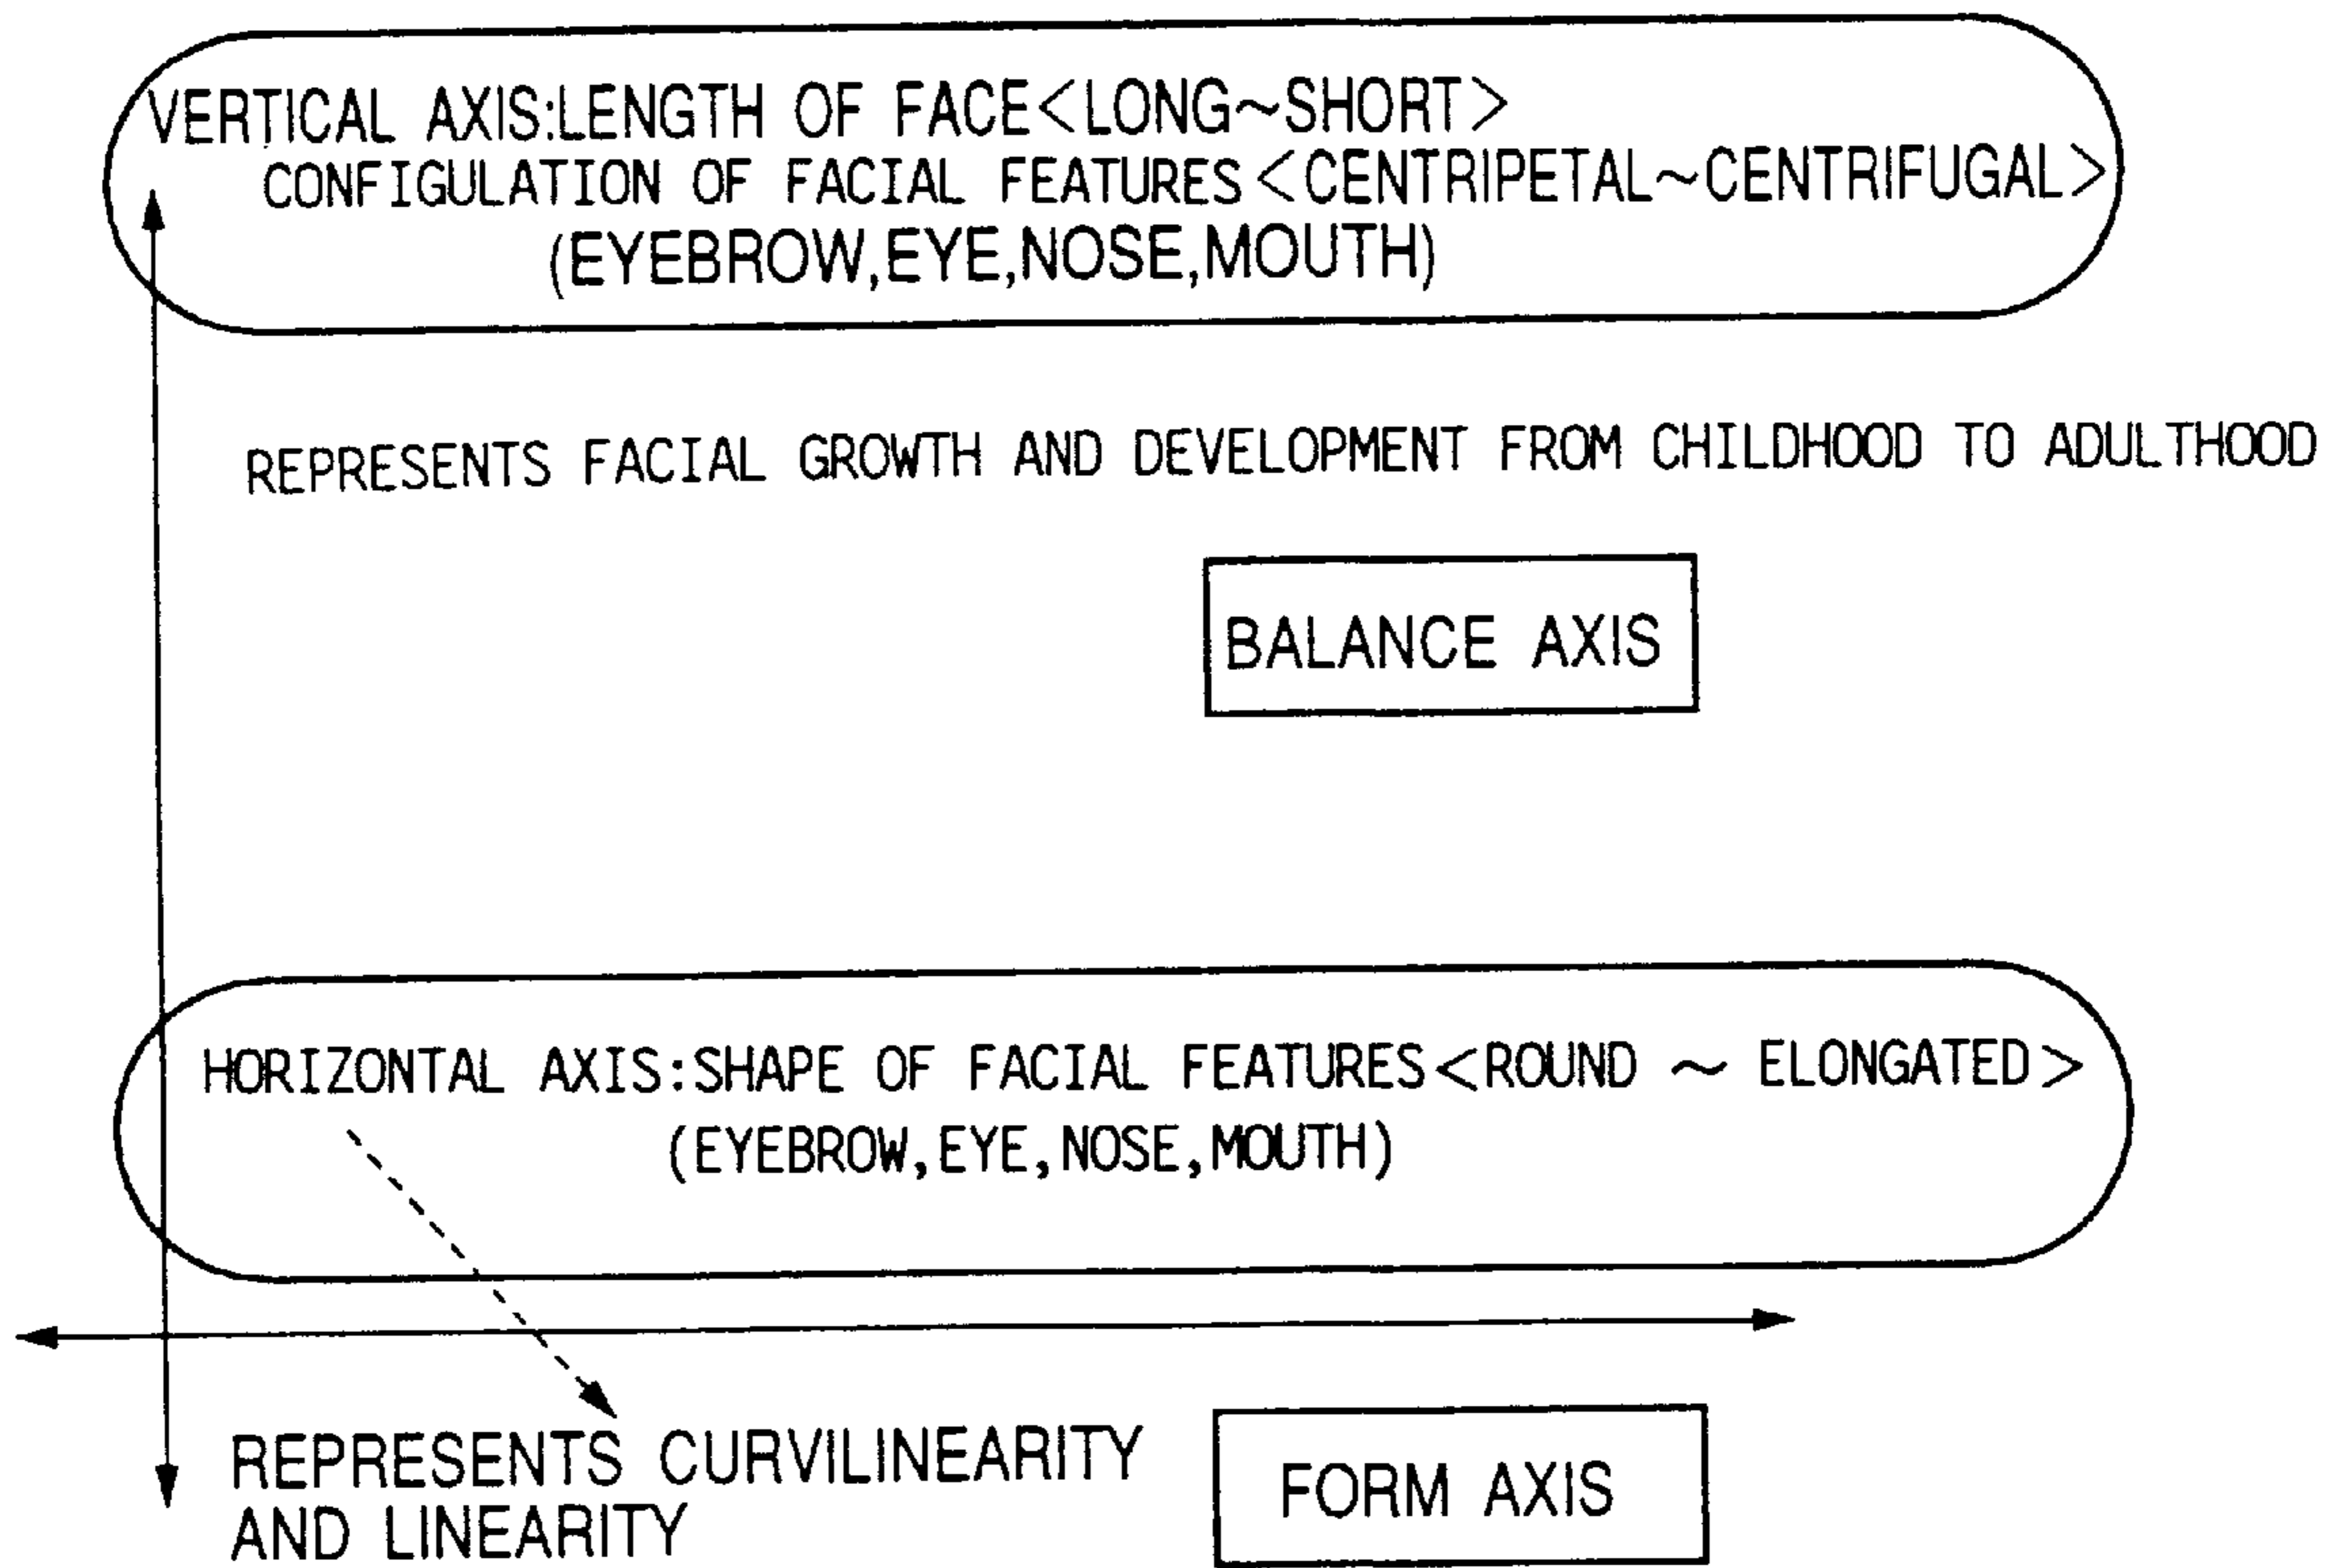 VERTICAL AXIS:LENGTH OF FACE<LONG~SHORT>
CONFIGULATION OF FACIAL FEATURES<CENTRIPETAL~CENTRIFUGAL>
(EYEBROW,EYE,NOSE,MOUTH)
REPRESENTS FACIAL GROWTH AND DEVELOPMENT FROM CHILDHOOD TO ADULTHOOD
BALANCE AXIS
HORIZONTAL AXIS:SHAPE OF FACIAL FEATURES<ROUND ~ ELONGATED>
(EYEBROW,EYE,NOSE,MOUTH)
REPRESENTS CURVILINEARITY
AND LINEARITY
FORM AXIS